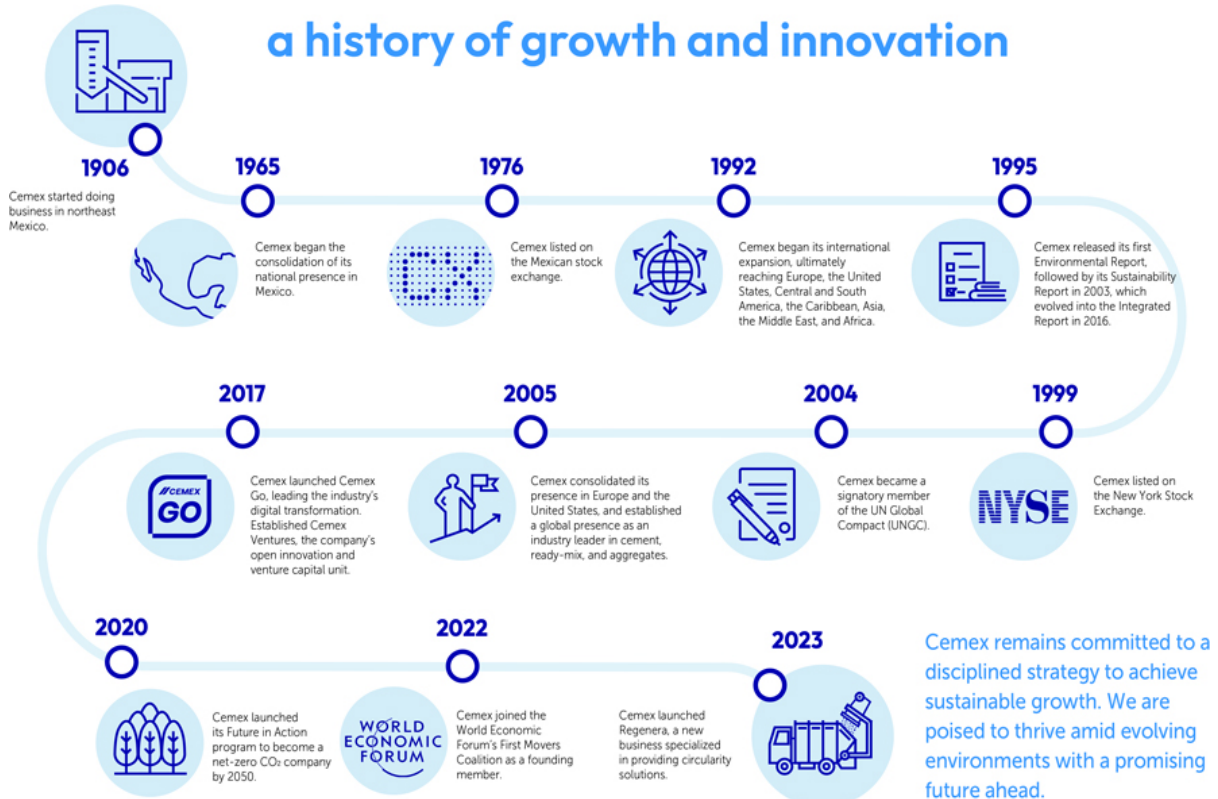 a history of growth and innovation
1906
Cemex started doing
business in northeast
Mexico.
1965
Cemex began the
consolidation of its
national presence in
Mexico.
1976
CX
Cemex listed on
the Mexican stock
exchange.
1992
Cemex began its international
expansion, ultimately
reaching Europe, the United
States, Central and South
America, the Caribbean, Asia,
the Middle East, and Africa.
1995
Cemex released its first
Environmental Report,
followed by its Sustainability
Report in 2003, which
evolved into the Integrated
Report in 2016.
1999
NYSE
Cemex listed on
the New York Stock
Exchange.
2004
Cemex became a
signatory member
of the UN Global
Compact (UNGC).
2005
Cemex consolidated its
presence in Europe and the
United States, and established
a global presence as an
industry leader in cement,
ready-mix, and aggregates.
2017
CEMEX
GO
Cemex launched Cemex
Go, leading the industry's
digital transformation.
Established Cemex
Ventures, the company's
open innovation and
venture capital unit.
2020
Cemex launched
its Future in Action
program to become a
net-zero CO₂ company
by 2050.
2022
WORLD
ECONOMIC
FORUM
Cemex joined the
World Economic
Forum's First Movers
Coalition as a founding
member.
2023
Cemex launched
Regenera, a new
business specialized
in providing circularity
solutions.
Cemex remains committed to a
disciplined strategy to achieve
sustainable growth. We are
poised to thrive amid evolving
environments with a promising
future ahead.